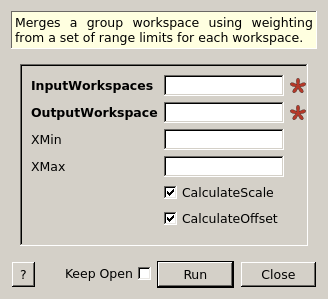 Merges a group workspace using weighting
from a set of range limits for each workspace.
InputWorkspaces
OutputWorkspace
XMin
XMax
CalculateScale
CalculateOffset
? Keep Open Run Close